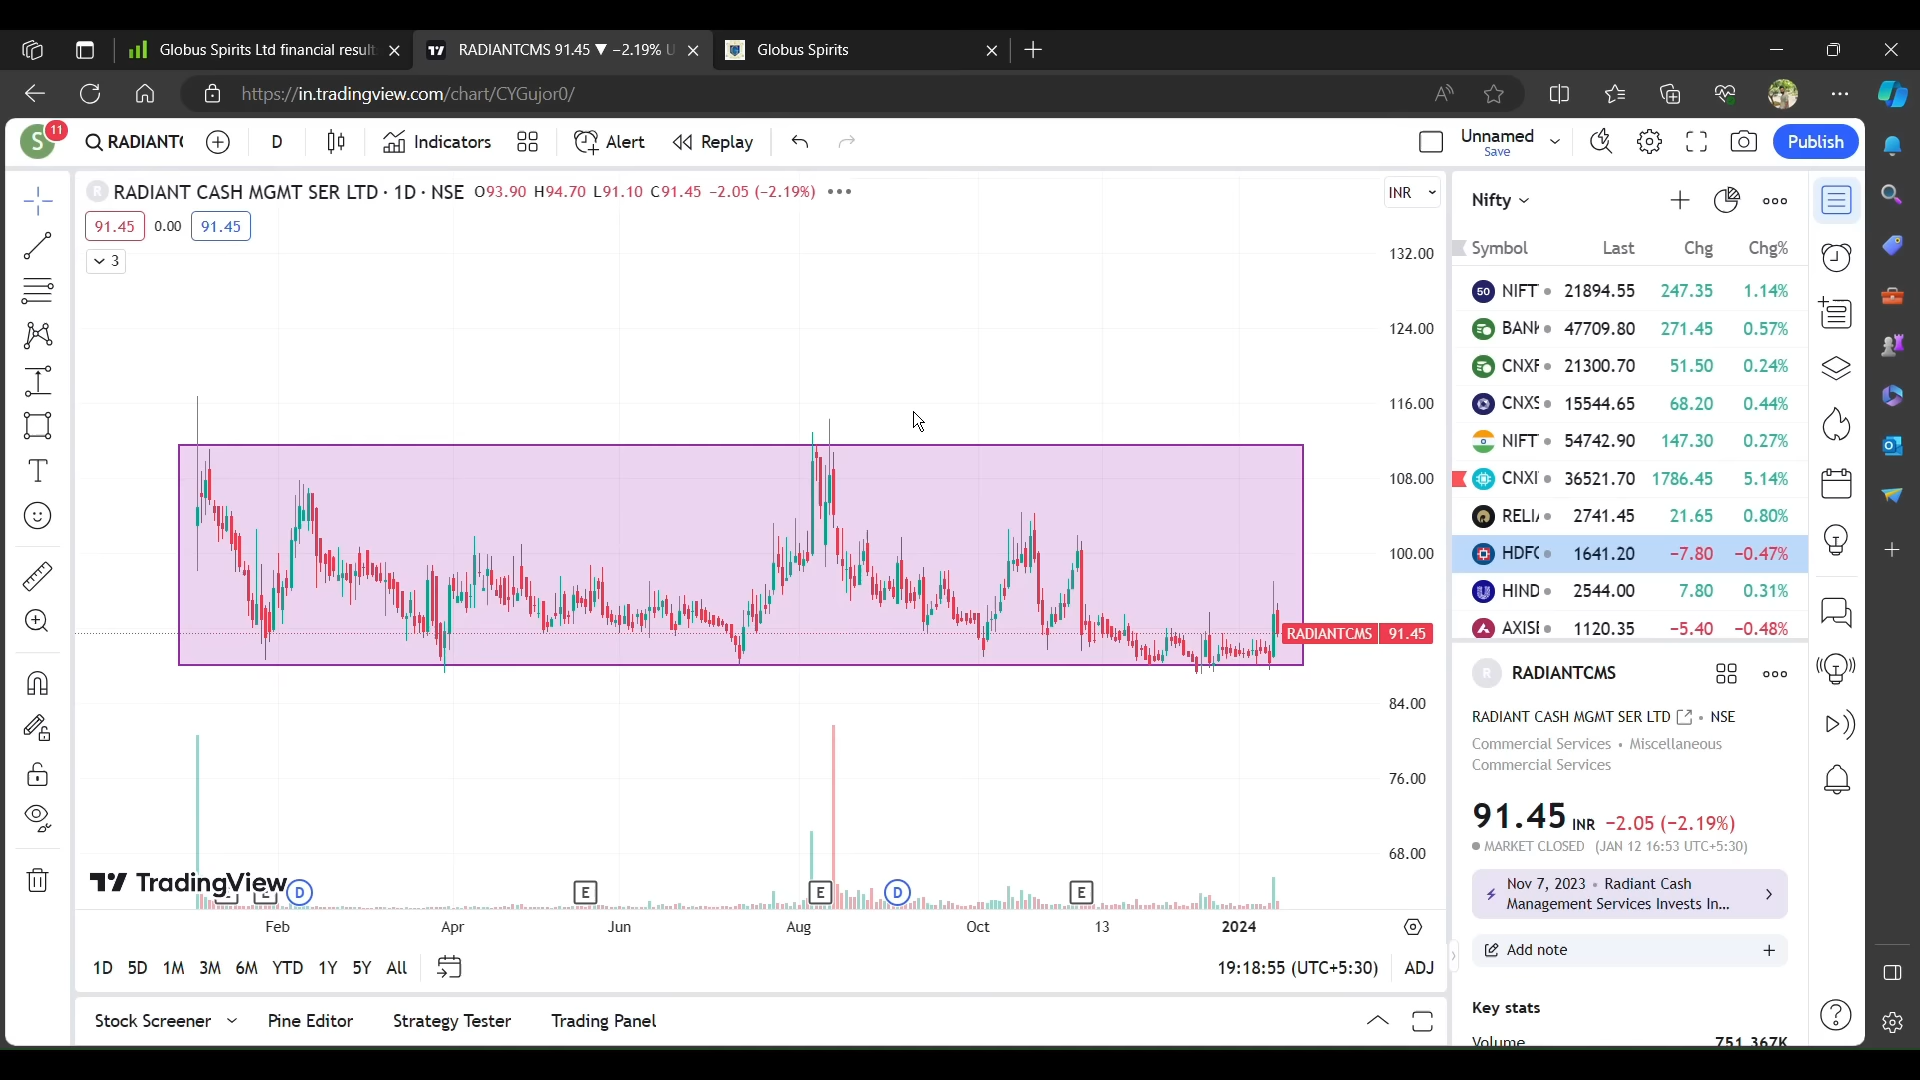 Globus Spirits Ltd financial result
RADIANTCMS 91.45 ▼ −2.19% U
Globus Spirits
https://in.tradingview.com/chart/CYGujor0/
S
11
RADIANT
D
Indicators
Alert
Replay
Unnamed
Save
Publish
R RADIANT CASH MGMT SER LTD · 1D · NSE O93.90 H94.70 L91.10 C91.45 −2.05 (−2.19%)
INR
91.45 0.00 91.45
3
132.00
124.00
116.00
108.00
100.00
RADIANTCMS 91.45
84.00
76.00
68.00
TradingView
D E E D E
Feb Apr Jun Aug Oct 13 2024
1D 5D 1M 3M 6M YTD 1Y 5Y All
19:18:55 (UTC+5:30) ADJ
Stock Screener Pine Editor Strategy Tester Trading Panel
Nifty
Symbol Last Chg Chg%
50 NIFT 21894.55 247.35 1.14%
BANK 47709.80 271.45 0.57%
CNXF 21300.70 51.50 0.24%
CNXS 15544.65 68.20 0.44%
NIFT 54742.90 147.30 0.27%
CNXI 36521.70 1786.45 5.14%
RELI 2741.45 21.65 0.80%
HDFC 1641.20 −7.80 −0.47%
HIND 2544.00 7.80 0.31%
AXISI 1120.35 −5.40 −0.48%
R RADIANTCMS
RADIANT CASH MGMT SER LTD • NSE
Commercial Services • Miscellaneous
Commercial Services
91.45 INR −2.05 (−2.19%)
MARKET CLOSED (JAN 12 16:53 UTC+5:30)
Nov 7, 2023 • Radiant Cash
Management Services Invests In...
Add note
Key stats
Volume 751.367K